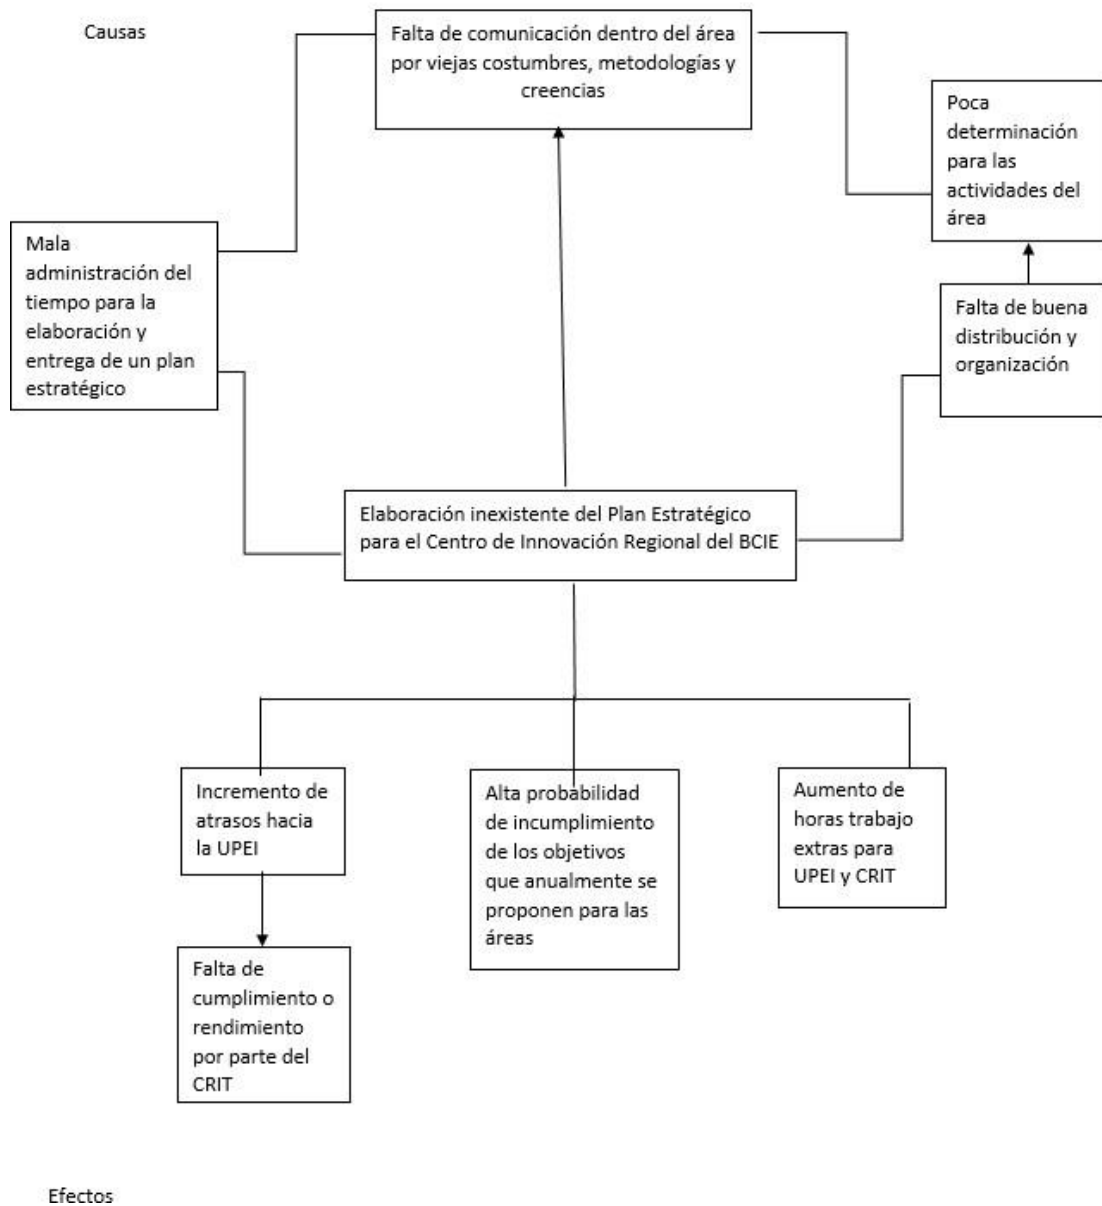 Causas
Falta de comunicación dentro del área
por viejas costumbres, metodologías y
creencias
Poca
determinación
para las
actividades del
área
Mala
administración del
tiempo para la
elaboración y
entrega de un plan
estratégico
Falta de buena
distribución y
organización
Elaboración inexistente del Plan Estratégico
para el Centro de Innovación Regional del BCIE
Incremento de
atrasos hacia
la UPEI
Alta probabilidad
de incumplimiento
de los objetivos
que anualmente se
proponen para las
áreas
Aumento de
horas trabajo
extras para
UPEI y CRIT
Falta de
cumplimiento o
rendimiento
por parte del
CRIT
Efectos